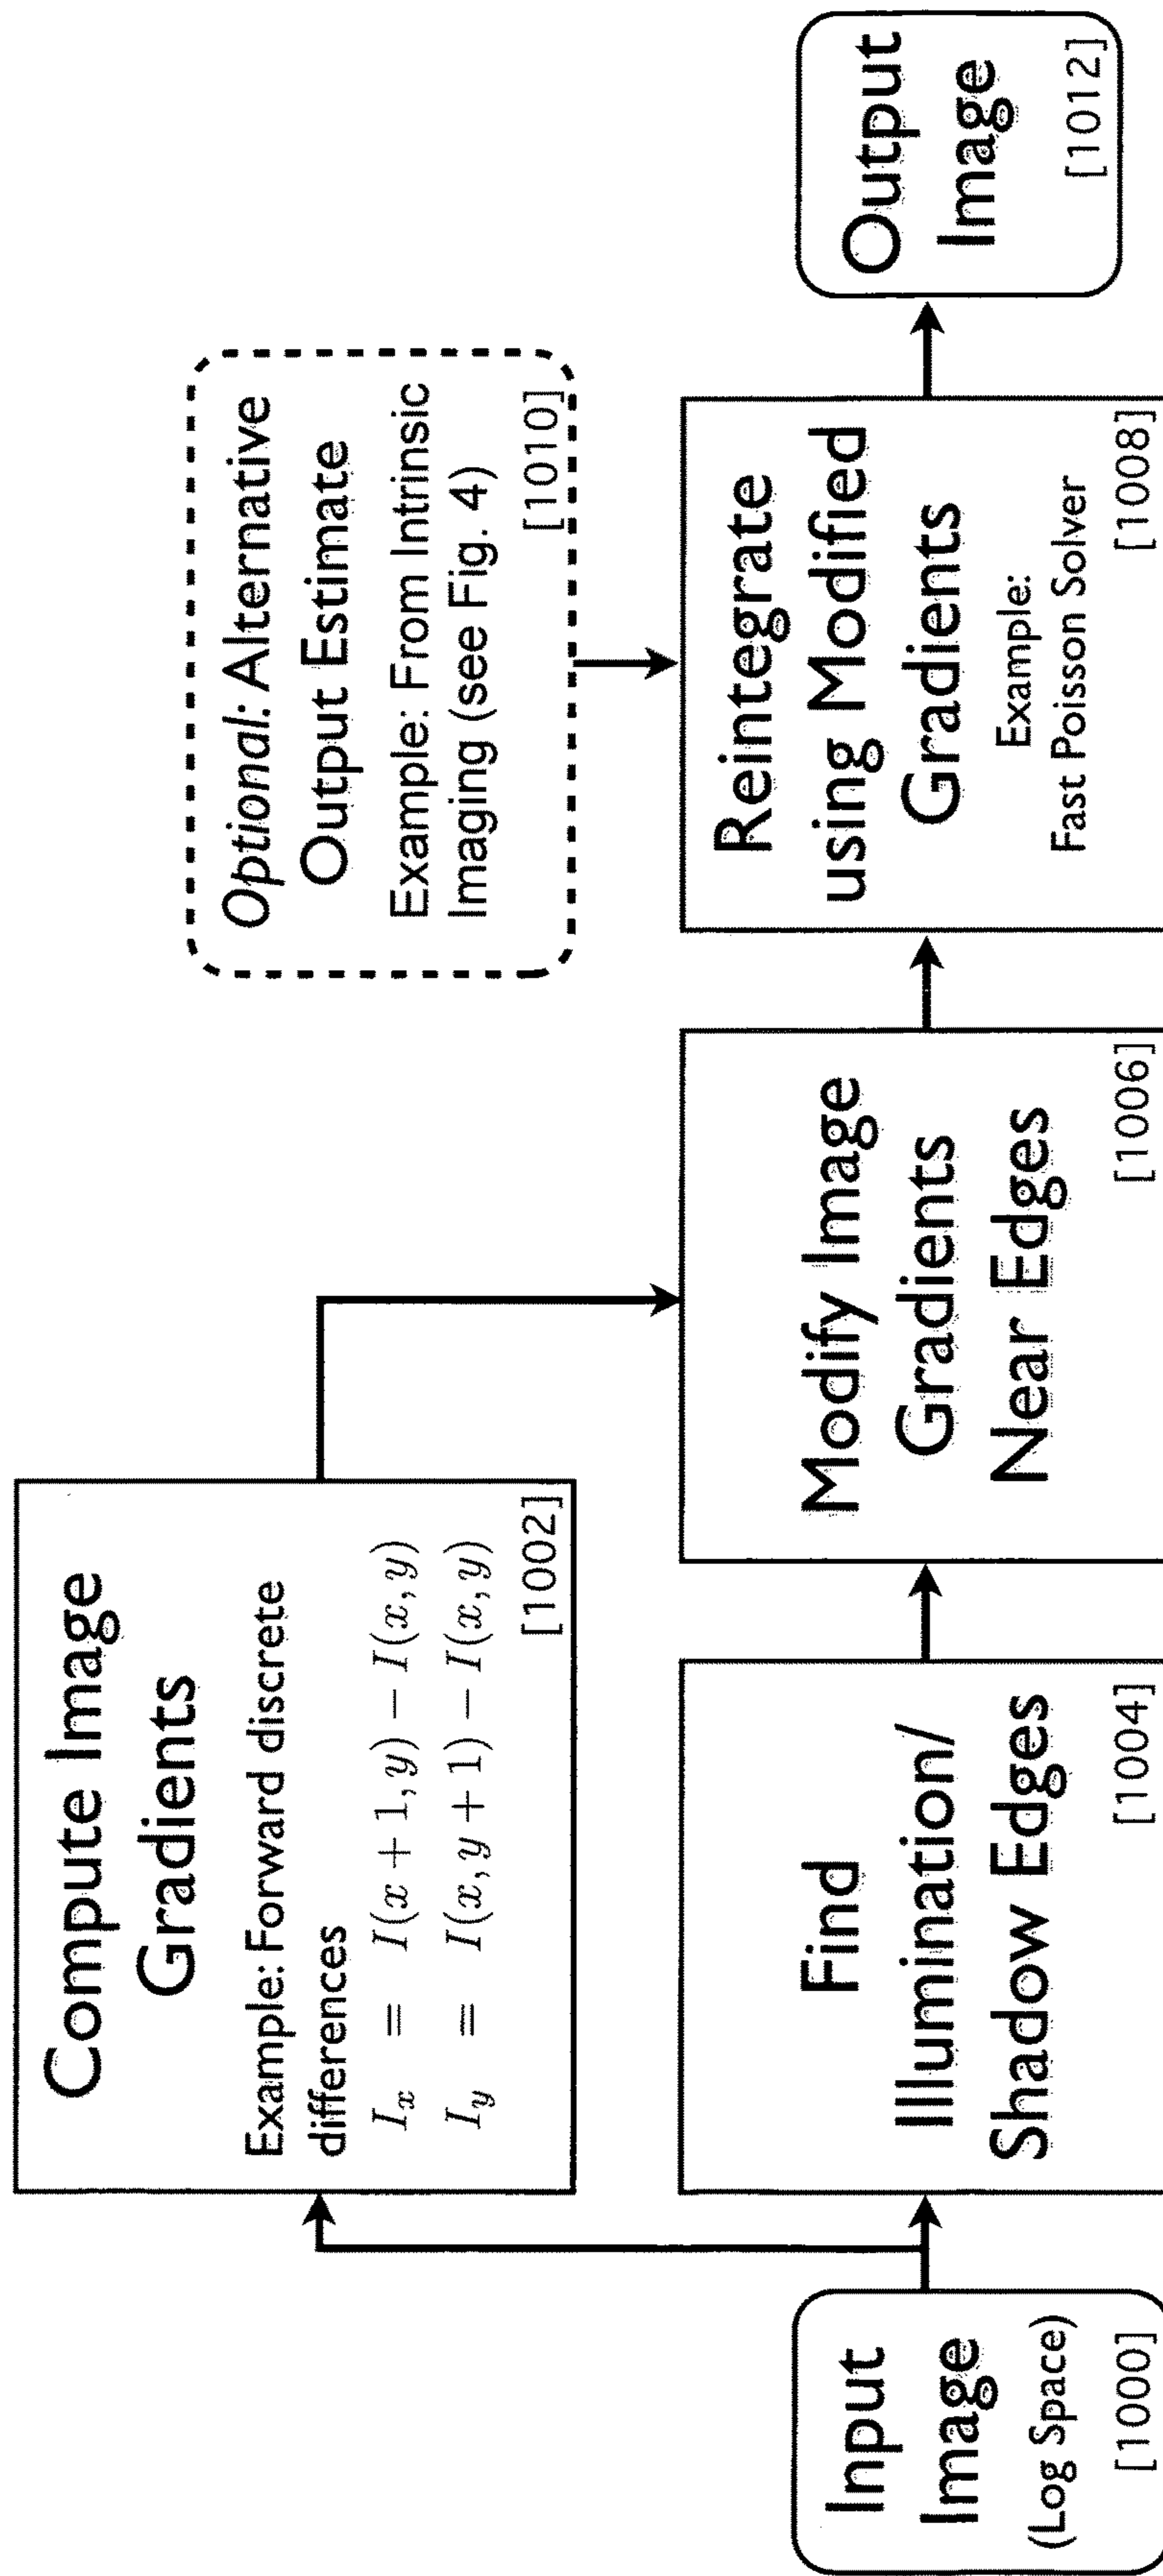 Input
Image
(Log Space)
[1000]
Compute Image
Gradients
Example: Forward discrete
differences
I_x = I(x + 1, y) − I(x, y)
I_y = I(x, y + 1) − I(x, y)
[1002]
Find
Illumination/
Shadow Edges
[1004]
Modify Image
Gradients
Near Edges
[1006]
Optional: Alternative
Output Estimate
Example: From Intrinsic
Imaging (see Fig. 4)
[1010]
Reintegrate
using Modified
Gradients
Example:
Fast Poisson Solver
[1008]
Output
Image
[1012]